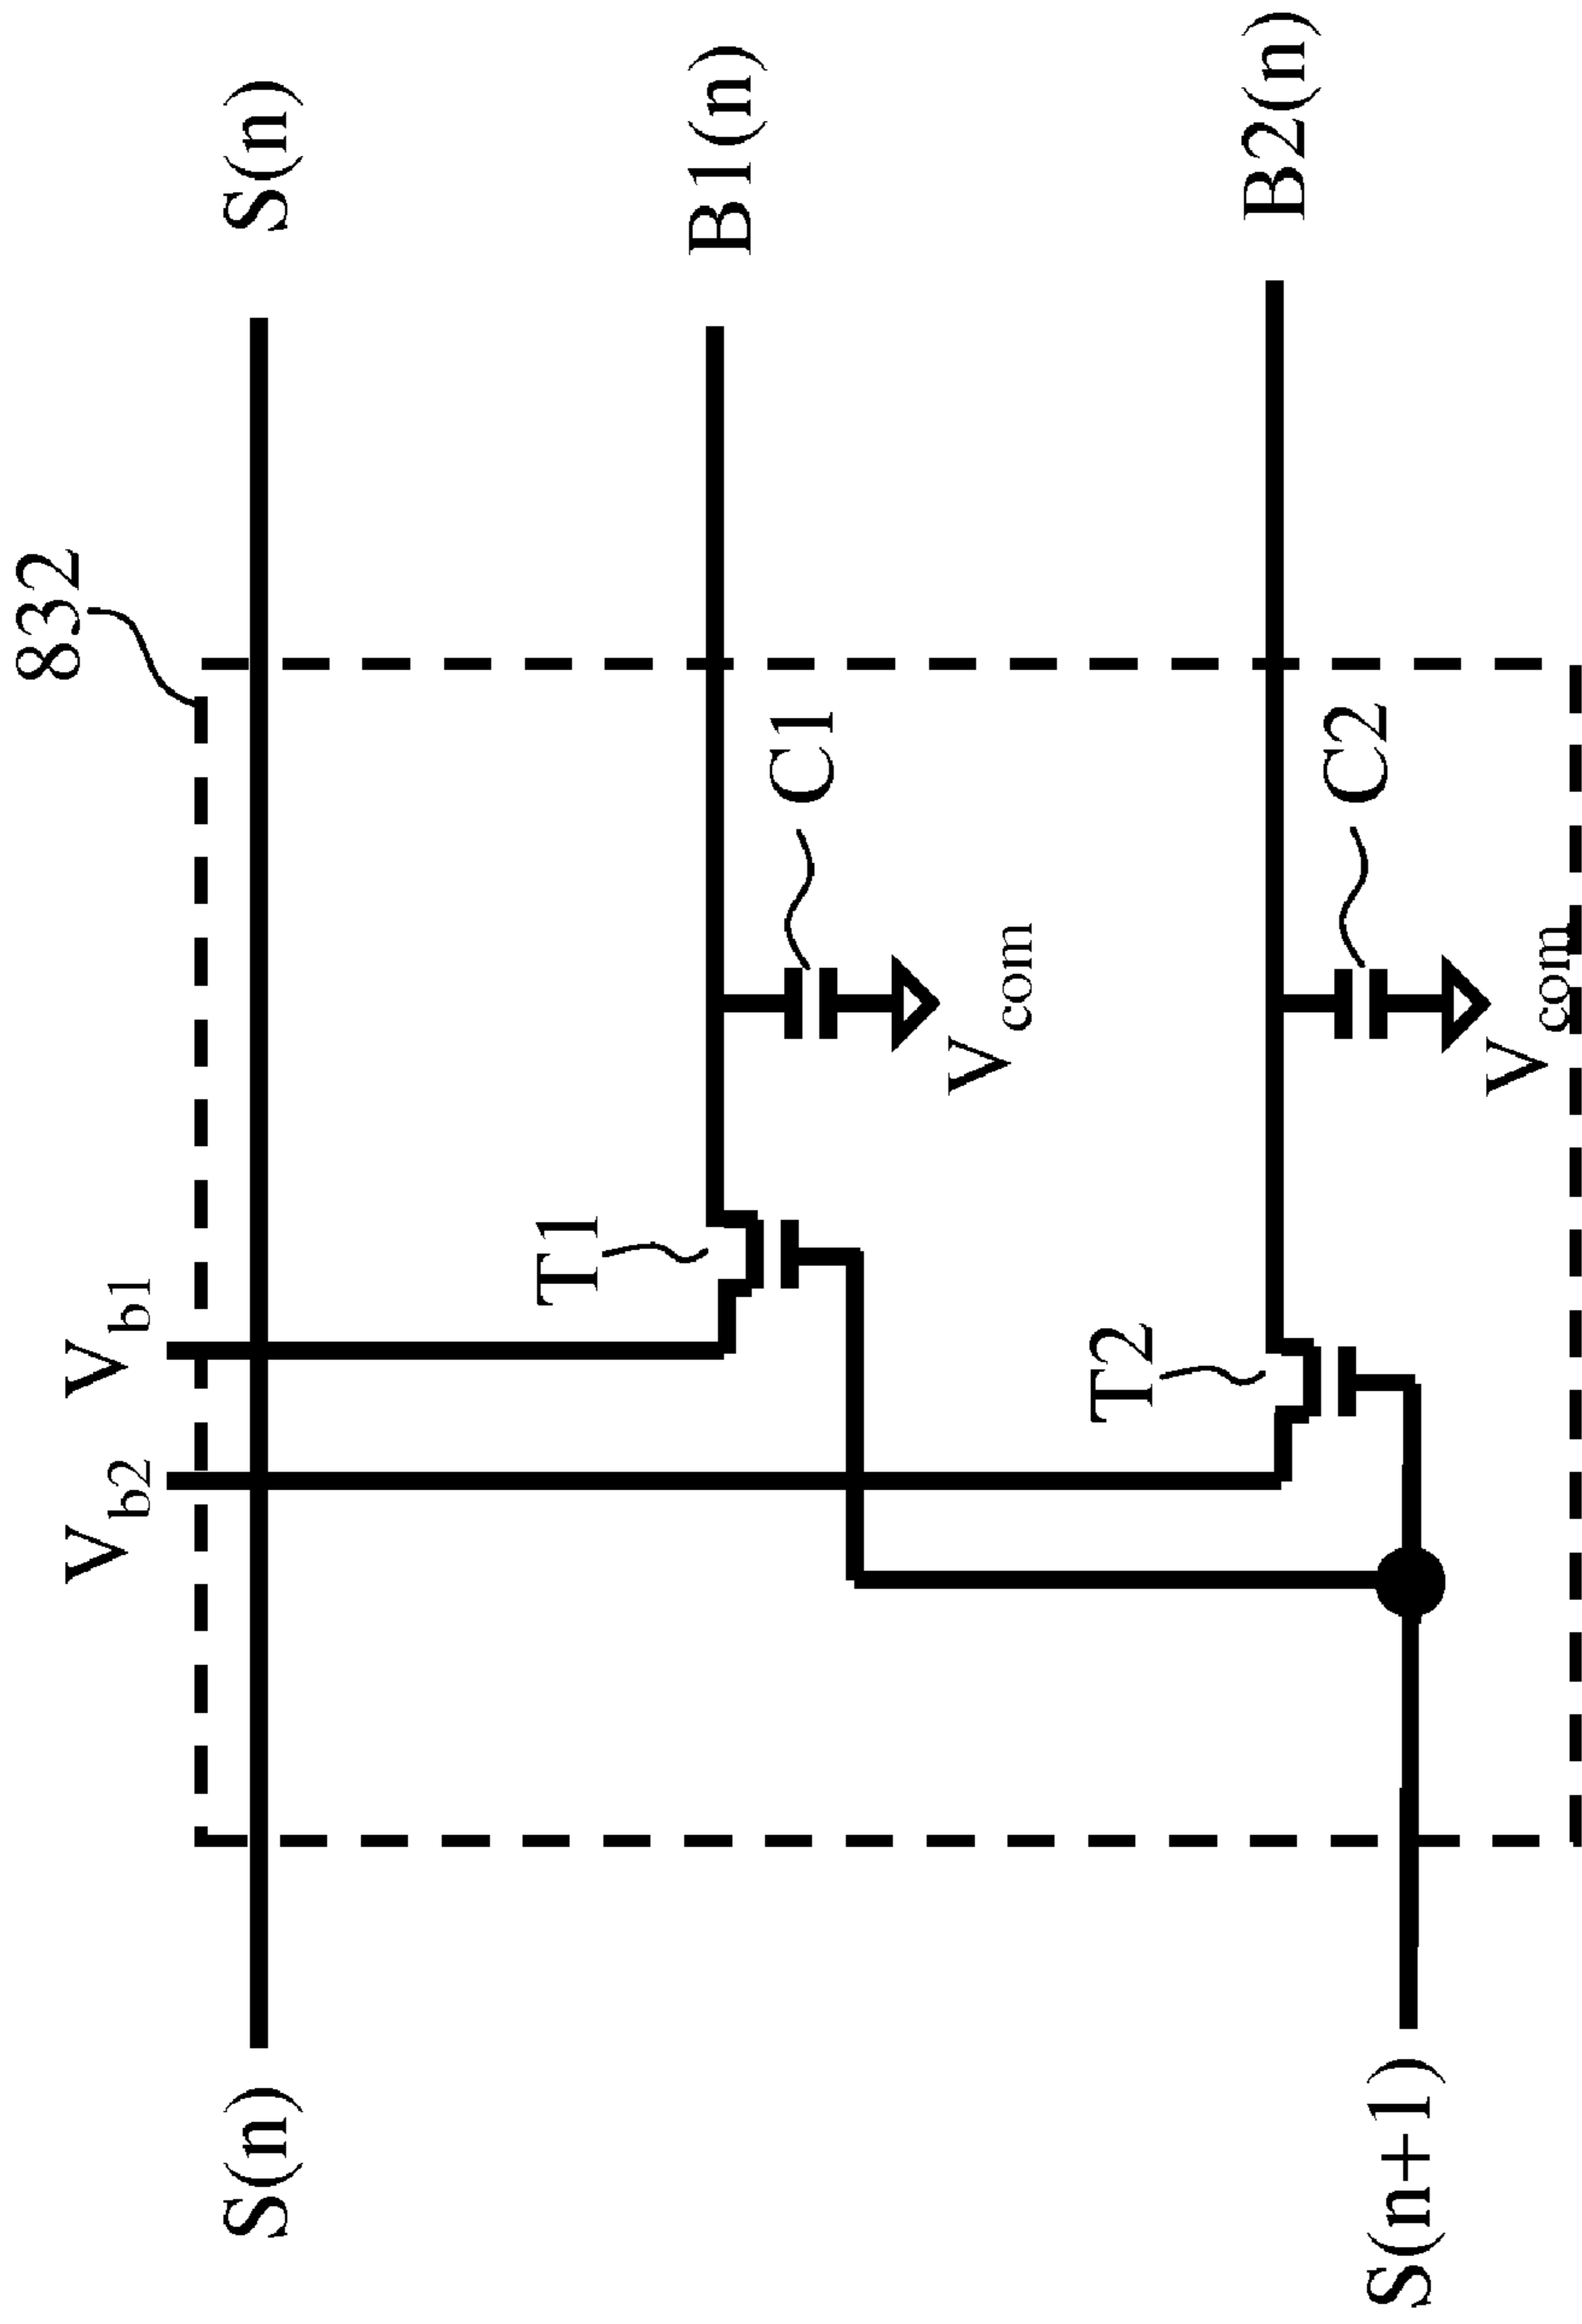 832
Vb2
Vb1
S(n)
S(n)
T1
B1(n)
C1
Vcom
T2
B2(n)
C2
S(n+1)
Vcom